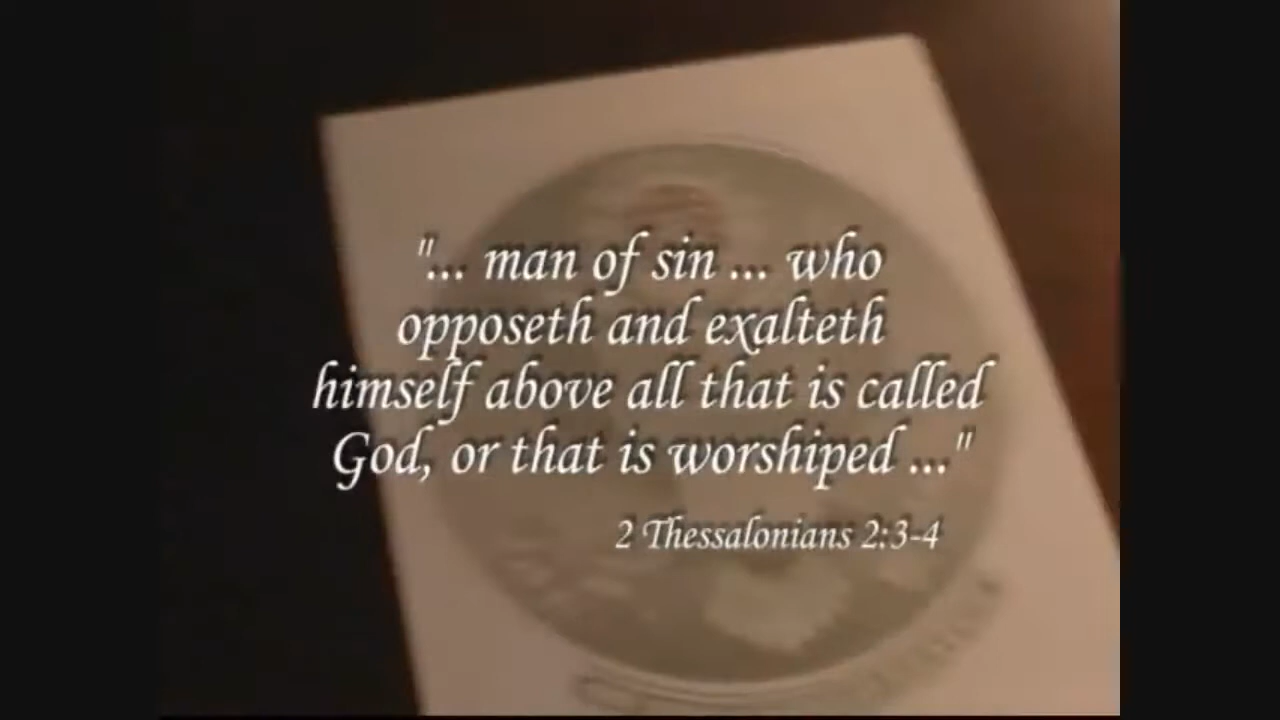 "... man of sin ... who
opposeth and exalteth
himself above all that is called
God, or that is worshiped ..."
2 Thessalonians 2:3-4